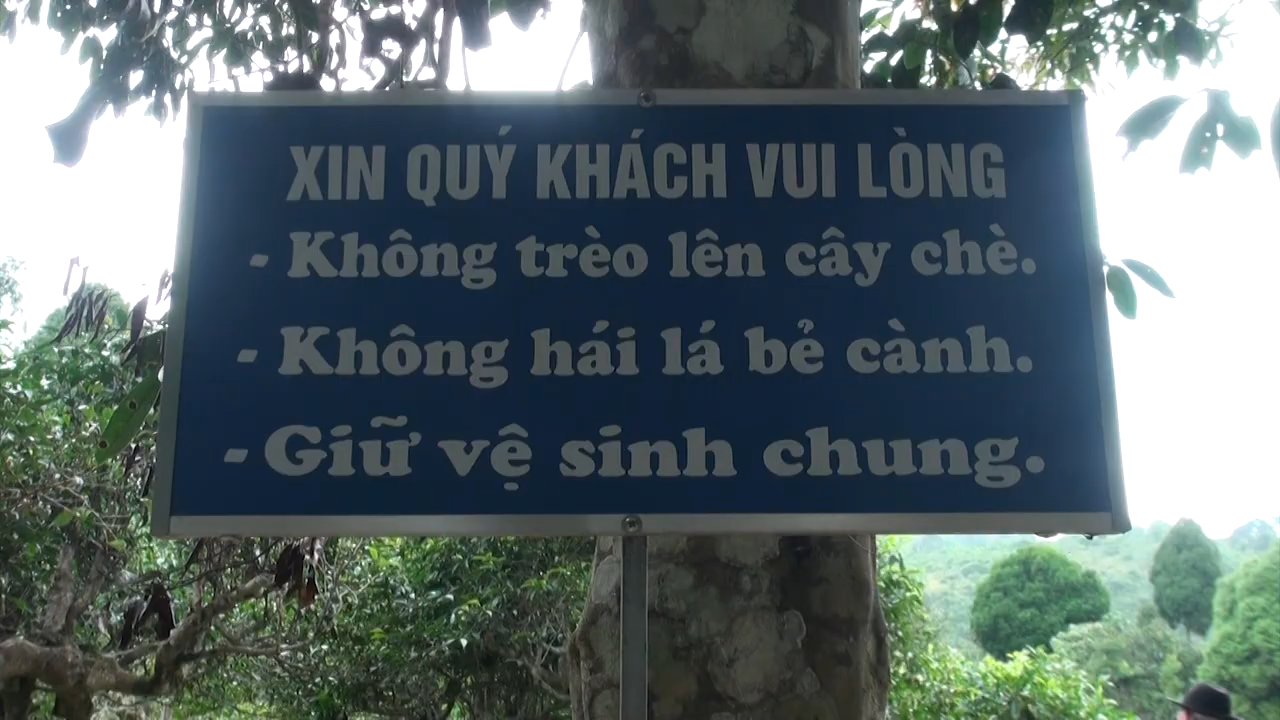 XIN QUÝ KHÁCH VUI LÒNG
- Không trèo lên cây chè.
- Không hái lá bẻ cành.
- Giữ vệ sinh chung.